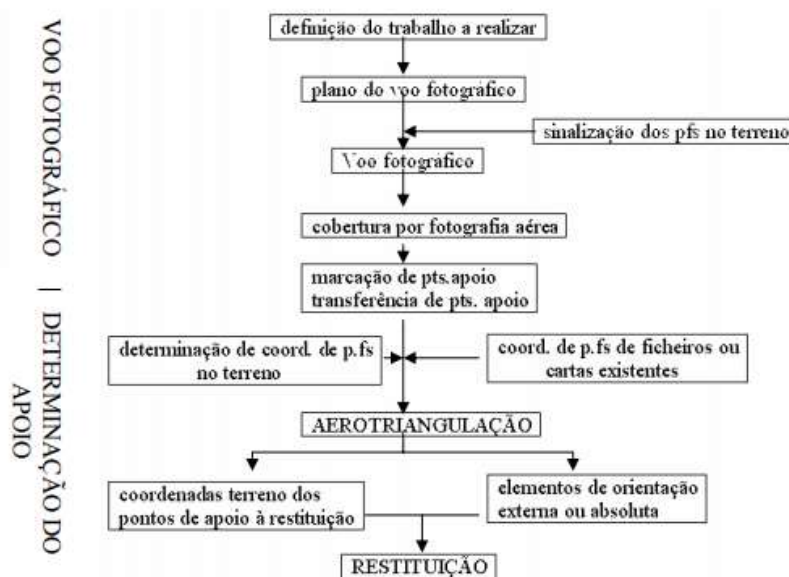 definição do trabalho a realizar
plano do voo fotográfico
sinalização dos pfs no terreno
Voo fotográfico
cobertura por fotografia aérea
marcação de pts.apoio
transferência de pts. apoio
determinação de coord. de p.fs
no terreno
coord. de p.fs de ficheiros ou
cartas existentes
AEROTRIANGULAÇÃO
coordenadas terreno dos
pontos de apoio à restituição
elementos de orientação
externa ou absoluta
RESTITUIÇÃO
VOO FOTOGRÁFICO | DETERMINAÇÃO DO
APOIO